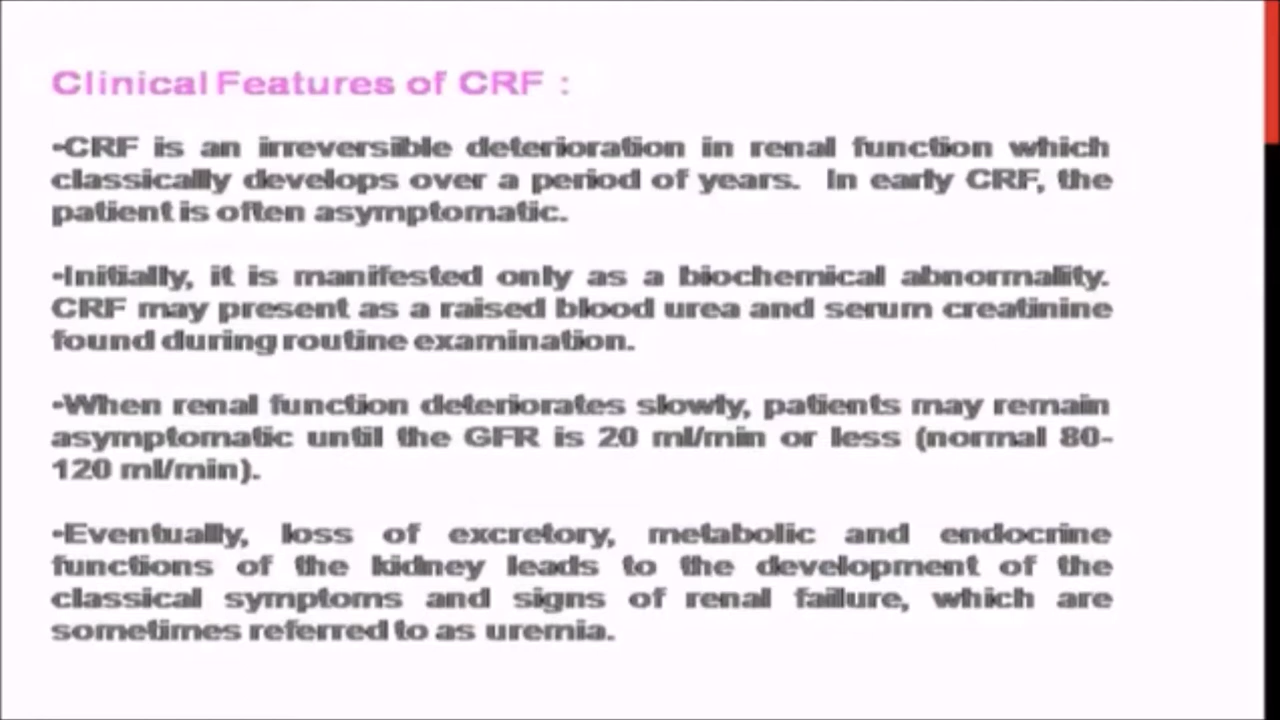 Clinical Features of CRF :
•CRF is an irreversible deterioration in renal function which
classically develops over a period of years. In early CRF, the
patient is often asymptomatic.
•Initially, it is manifested only as a biochemical abnormality.
CRF may present as a raised blood urea and serum creatinine
found during routine examination.
•When renal function deteriorates slowly, patients may remain
asymptomatic until the GFR is 20 ml/min or less (normal 80-
120 ml/min).
•Eventually, loss of excretory, metabolic and endocrine
functions of the kidney leads to the development of the
classical symptoms and signs of renal failure, which are
sometimes referred to as uremia.